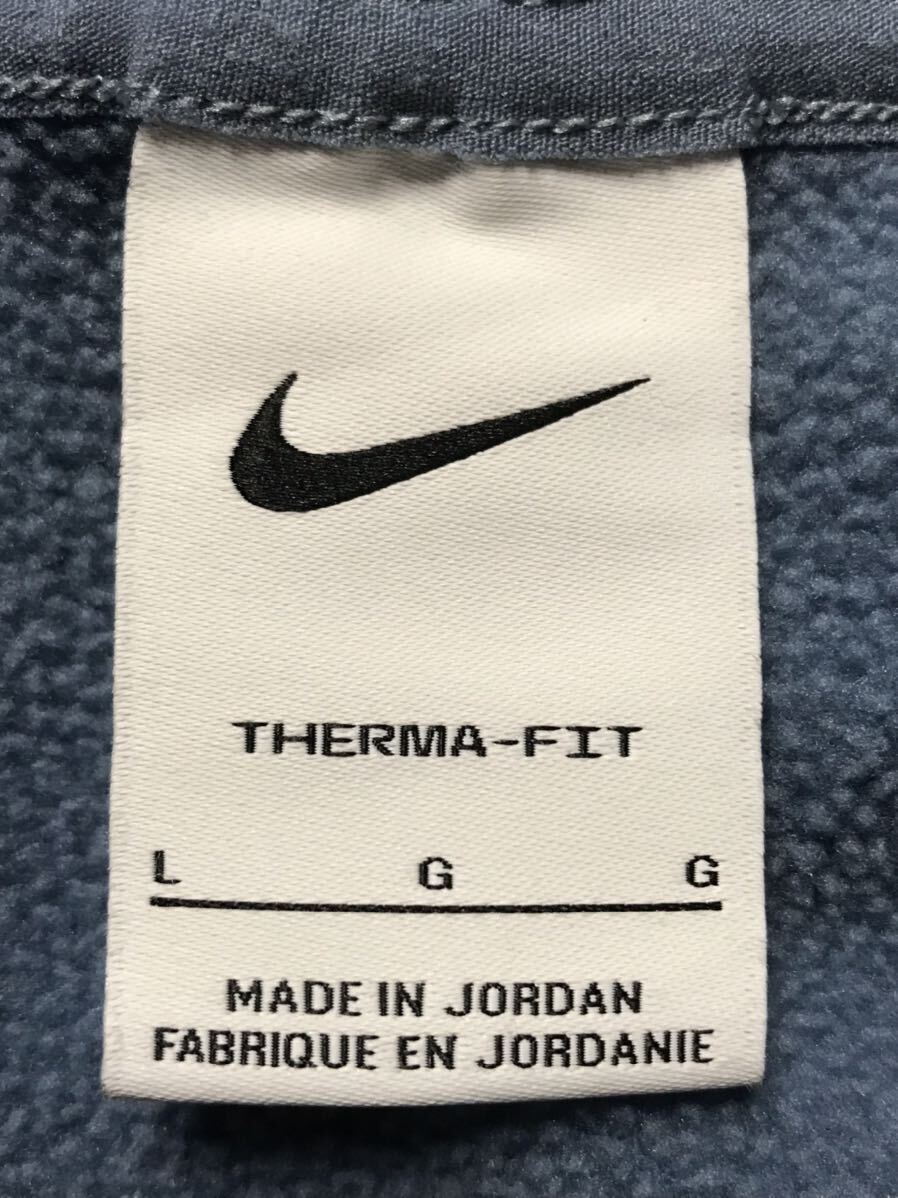 THERMA-FIT
L G G
MADE IN JORDAN
FABRIQUE EN JORDANIE